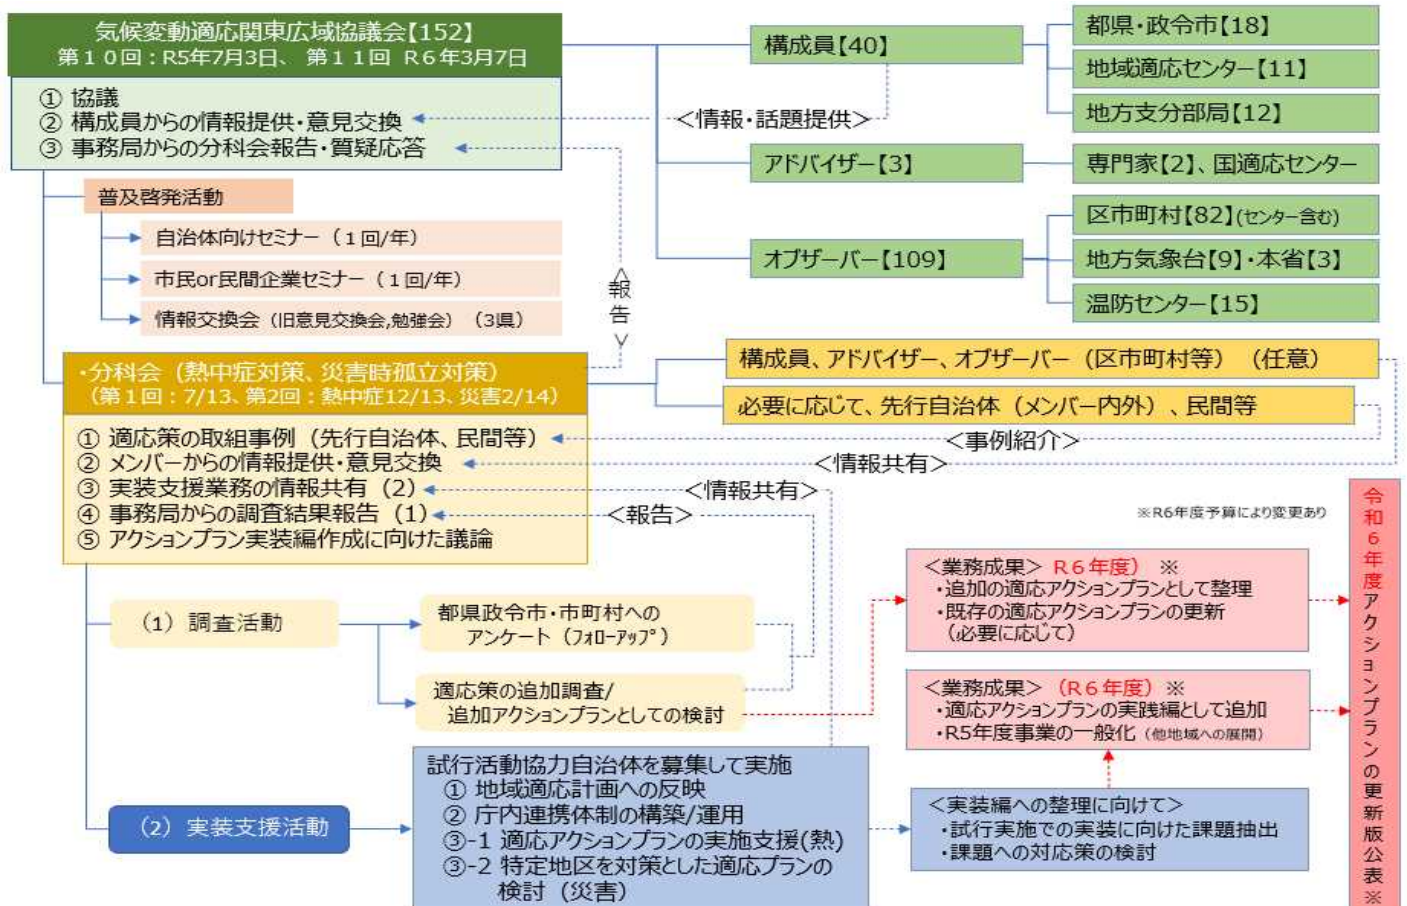 気候変動適応関東広域協議会【152】
第10回：R5年7月3日、 第11回 R6年3月7日
① 協議
② 構成員からの情報提供・意見交換
③ 事務局からの分科会報告・質疑応答
＜情報・話題提供＞
構成員【40】
都県・政令市【18】
地域適応センター【11】
地方支分部局【12】
アドバイザー【3】
専門家【2】、国適応センター
オブザーバー【109】
区市町村【82】(センター含む)
地方気象台【9】・本省【3】
温防センター【15】
普及啓発活動
自治体向けセミナー（１回/年）
市民or民間企業セミナー（１回/年）
情報交換会（旧意見交換会,勉強会）（3県）
＜報告＞
・分科会（熱中症対策、災害時孤立対策）
（第１回：7/13、第2回：熱中症12/13、災害2/14）
構成員、アドバイザー、オブザーバー（区市町村等）（任意）
必要に応じて、先行自治体（メンバー内外）、民間等
① 適応策の取組事例（先行自治体、民間等）
② メンバーからの情報提供・意見交換
③ 実装支援業務の情報共有（2）
④ 事務局からの調査結果報告（1）
⑤ アクションプラン実装編作成に向けた議論
＜事例紹介＞
＜情報共有＞
＜情報共有＞
＜報告＞
※R6年度予算により変更あり
（1）調査活動
都県政令市・市町村への
アンケート（ﾌｫﾛｰｱｯﾌﾟ）
適応策の追加調査/
追加アクションプランとしての検討
＜業務成果＞ R６年度） ※
・追加の適応アクションプランとして整理
・既存の適応アクションプランの更新
（必要に応じて）
＜業務成果＞（R６年度）※
・適応アクションプランの実践編として追加
・R5年度事業の一般化（他地域への展開）
（2）実装支援活動
試行活動協力自治体を募集して実施
① 地域適応計画への反映
② 庁内連携体制の構築/運用
③-1 適応アクションプランの実施支援(熱)
③-2 特定地区を対策とした適応プランの
検討（災害）
＜実装編への整理に向けて＞
・試行実施での実装に向けた課題抽出
・課題への対応策の検討
令和６年度アクションプランの更新版公表※